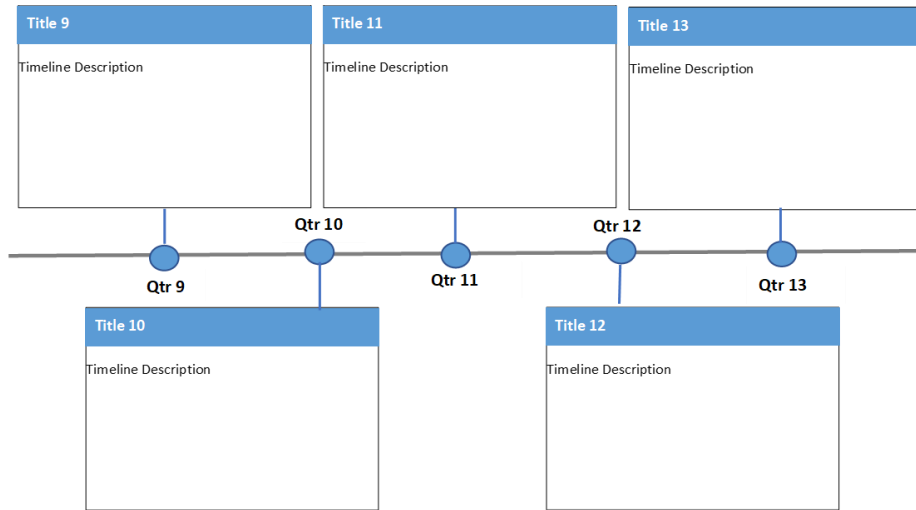 Title 9
Timeline Description
Title 11
Timeline Description
Title 13
Timeline Description
Qtr 9
Qtr 10
Qtr 11
Qtr 12
Qtr 13
Title 10
Timeline Description
Title 12
Timeline Description